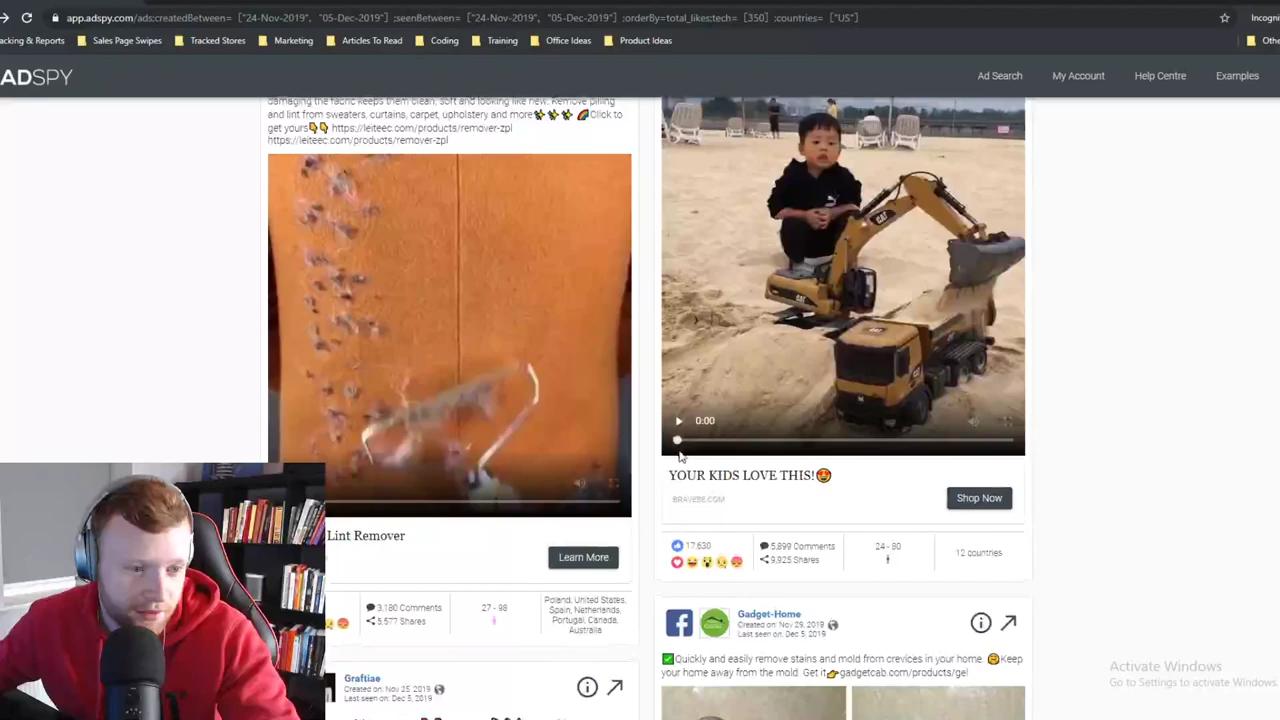 app.adspy.com/ads:createdBetween= ["24-Nov-2019", "05-Dec-2019"] ;seenBetween= ["24-Nov-2019", "05-Dec-2019"] ;orderBy=total_likes;tech= [350] ;countries= ["US"]
Incogni
acking & Reports
Sales Page Swipes
Tracked Stores
Marketing
Articles To Read
Coding
Training
Office Ideas
Product Ideas
Othe
ADSPY
Ad Search
My Account
Help Centre
Examples
damaging the fabric keeps them clean, soft and looking like new. Remove pilling
and lint from sweaters, curtains, carpet, upholstery and more✨✨✨🌈Click to
get yours👇👇 https://leiteec.com/products/remover-zpl
https://leiteec.com/products/remover-zpl
Lint Remover
Learn More
3,180 Comments
5,577 Shares
27 - 98
Poland, United States,
Spain, Netherlands,
Portugal, Canada,
Australia
Graftiae
Created on: Nov 25, 2019
Last seen on: Dec 5, 2019
CAT
CAT
CAT
0:00
YOUR KIDS LOVE THIS!😍
BRAVEBE.COM
Shop Now
17,630
5,899 Comments
9,925 Shares
24 - 80
12 countries
Gadget-Home
Created on: Nov 29, 2019
Last seen on: Dec 5, 2019
✅Quickly and easily remove stains and mold from crevices in your home. 😊Keep
your home away from the mold. Get it👉gadgetcab.com/products/gel
Activate Windows
Go to Settings to activate Windows.